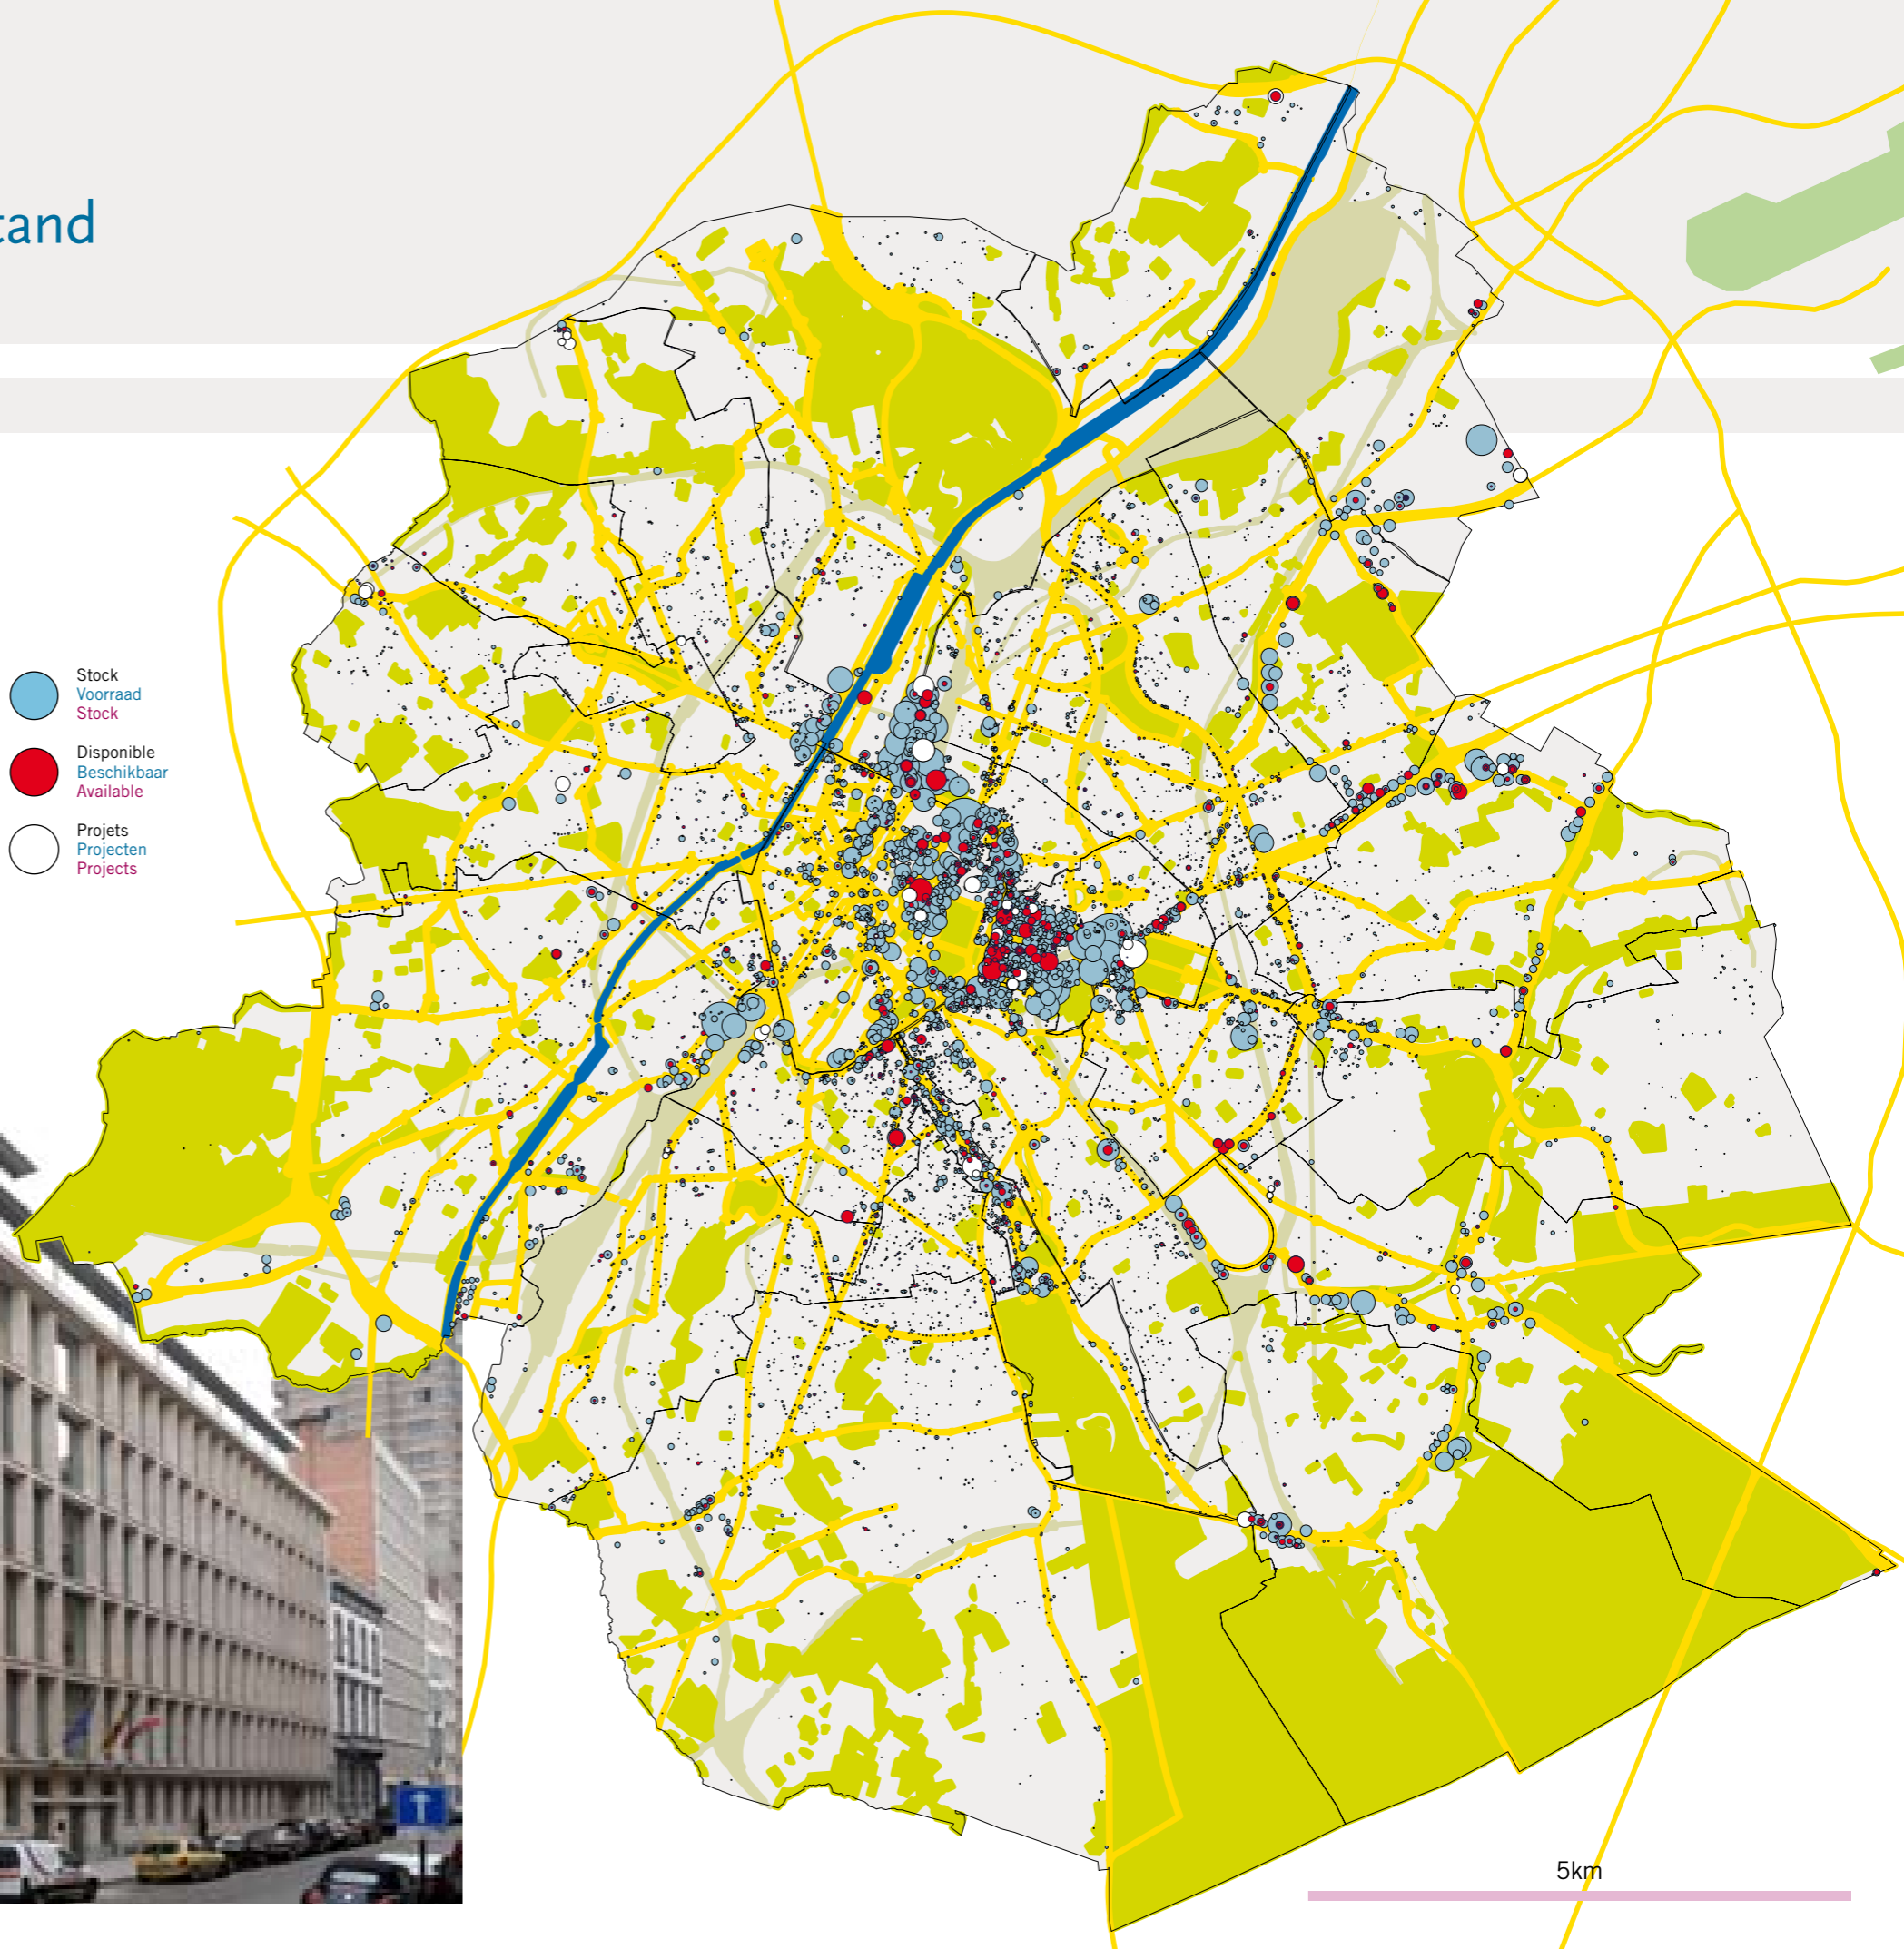 tand
Stock
Voorraad
Stock
Disponible
Beschikbaar
Available
Projets
Projecten
Projects
5km